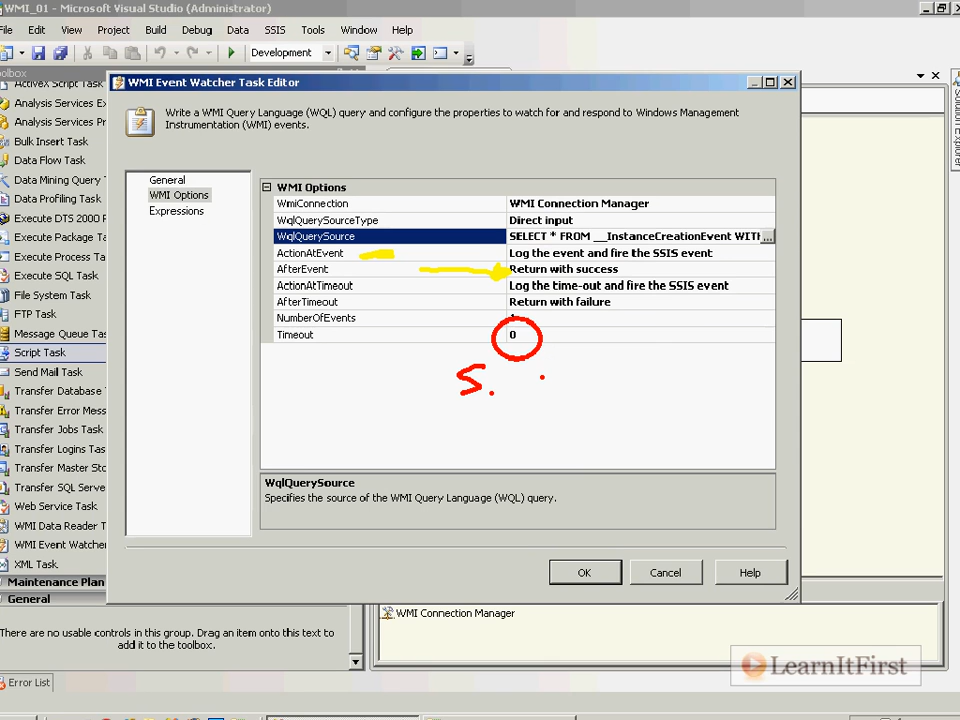 WMI_01 - Microsoft Visual Studio (Administrator)
File Edit View Project Build Debug Data SSIS Tools Window Help
Development
WMI Event Watcher Task Editor
Write a WMI Query Language (WQL) query and configure the properties to watch for and respond to Windows Management
Instrumentation (WMI) events.
ActiveX Script Task
Analysis Services Ex
Analysis Services Pr
Bulk Insert Task
Data Flow Task
Data Mining Query T
Data Profiling Task
Execute DTS 2000 P
Execute Package Ta
Execute Process Tas
Execute SQL Task
File System Task
FTP Task
Message Queue Tas
Script Task
Send Mail Task
Transfer Database T
Transfer Error Mess
Transfer Jobs Task
Transfer Logins Tas
Transfer Master Sto
Transfer SQL Serve
Web Service Task
WMI Data Reader T
WMI Event Watcher
XML Task
Maintenance Plan
General
There are no usable controls in this group. Drag an item onto this text to
add it to the toolbox.
Error List
General
WMI Options
Expressions
WMI Options
WmiConnection WMI Connection Manager
WqlQuerySourceType Direct input
WqlQuerySource SELECT * FROM __InstanceCreationEvent WITH ...
ActionAtEvent Log the event and fire the SSIS event
AfterEvent Return with success
ActionAtTimeout Log the time-out and fire the SSIS event
AfterTimeout Return with failure
NumberOfEvents 1
Timeout 0
S.
WqlQuerySource
Specifies the source of the WMI Query Language (WQL) query.
OK Cancel Help
WMI Connection Manager
Solution Explorer
LearnItFirst